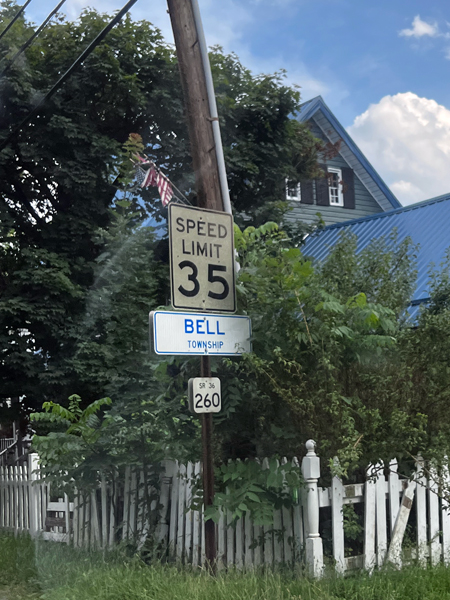 SPEED
LIMIT
35
BELL
TOWNSHIP
SR 36
260